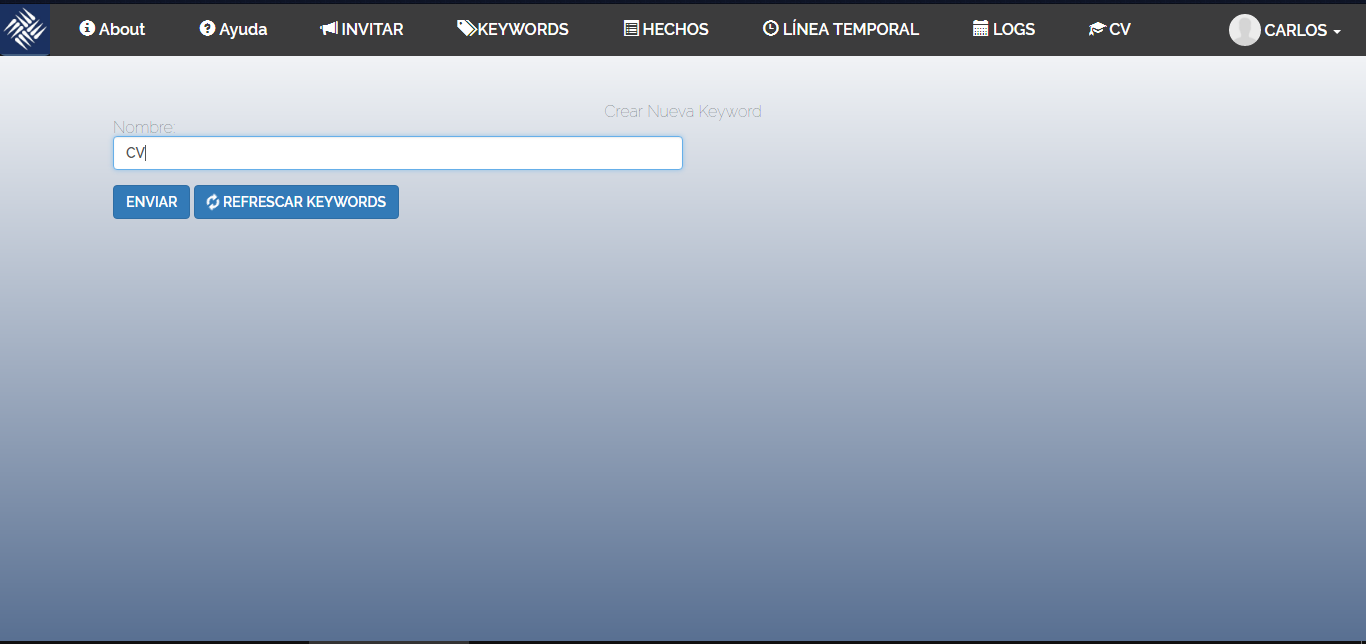 About Ayuda INVITAR KEYWORDS HECHOS LÍNEA TEMPORAL LOGS CV CARLOS
Crear Nueva Keyword
Nombre:
CV
ENVIAR REFRESCAR KEYWORDS